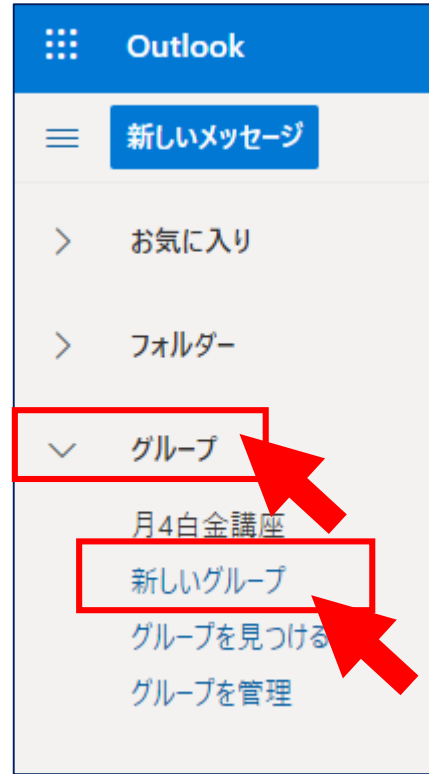 Outlook
新しいメッセージ
お気に入り
フォルダー
グループ
月4白金講座
新しいグループ
グループを見つける
グループを管理